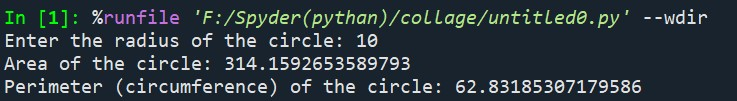 In [1]: %runfile 'F:/Spyder(pythan)/collage/untitled0.py' --wdir
Enter the radius of the circle: 10
Area of the circle: 314.1592653589793
Perimeter (circumference) of the circle: 62.83185307179586